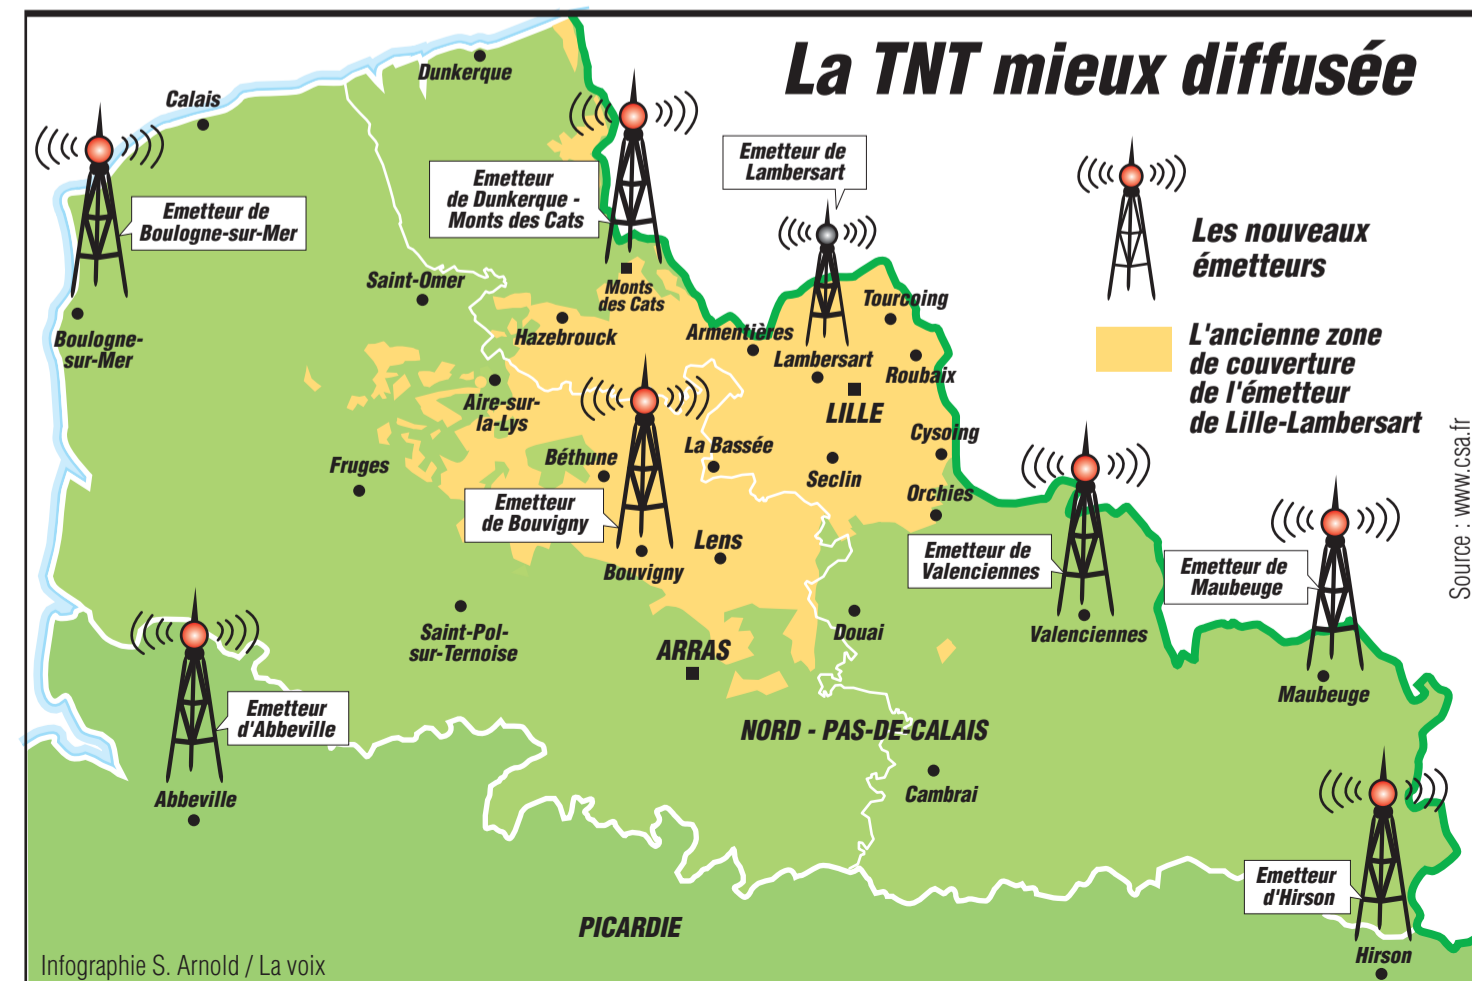 La TNT mieux diffusée
Dunkerque
Calais
Emetteur de
Boulogne-sur-Mer
Emetteur
de Dunkerque -
Monts des Cats
Emetteur de
Lambersart
Les nouveaux
émetteurs
L'ancienne zone
de couverture
de l'émetteur
de Lille-Lambersart
Source : www.csa.fr
Saint-Omer
Monts
des Cats
Hazebrouck
Boulogne-
sur-Mer
Armentières
Tourcoing
Lambersart
Roubaix
LILLE
Aire-sur-
la-Lys
La Bassée
Cysoing
Béthune
Fruges
Seclin
Orchies
Emetteur
de Bouvigny
Lens
Bouvigny
Emetteur de
Valenciennes
Emetteur de
Maubeuge
Saint-Pol-
sur-Ternoise
ARRAS
Douai
Valenciennes
Maubeuge
Emetteur
d'Abbeville
NORD - PAS-DE-CALAIS
Abbeville
Cambrai
Emetteur
d'Hirson
PICARDIE
Hirson
Infographie S. Arnold / La voix